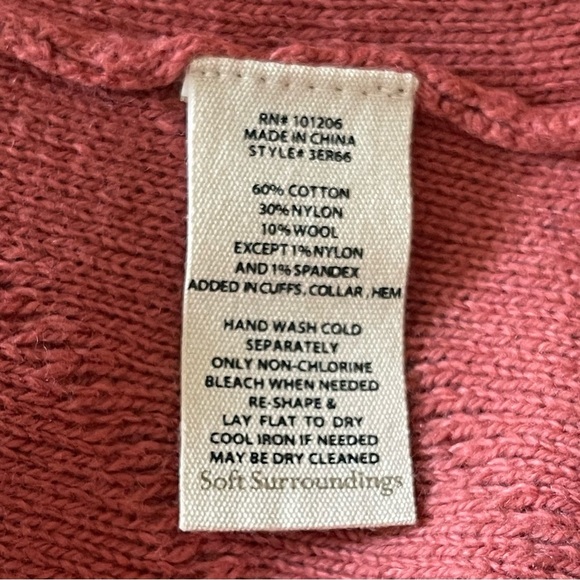 RN# 101206
MADE IN CHINA
STYLE# 3ER66
60% COTTON
30% NYLON
10% WOOL
EXCEPT 1% NYLON
AND 1% SPANDEX
ADDED IN CUFFS, COLLAR , HEM
HAND WASH COLD
SEPARATELY
ONLY NON-CHLORINE
BLEACH WHEN NEEDED
RE-SHAPE &
LAY FLAT TO DRY
COOL IRON IF NEEDED
MAY BE DRY CLEANED
Soft Surroundings